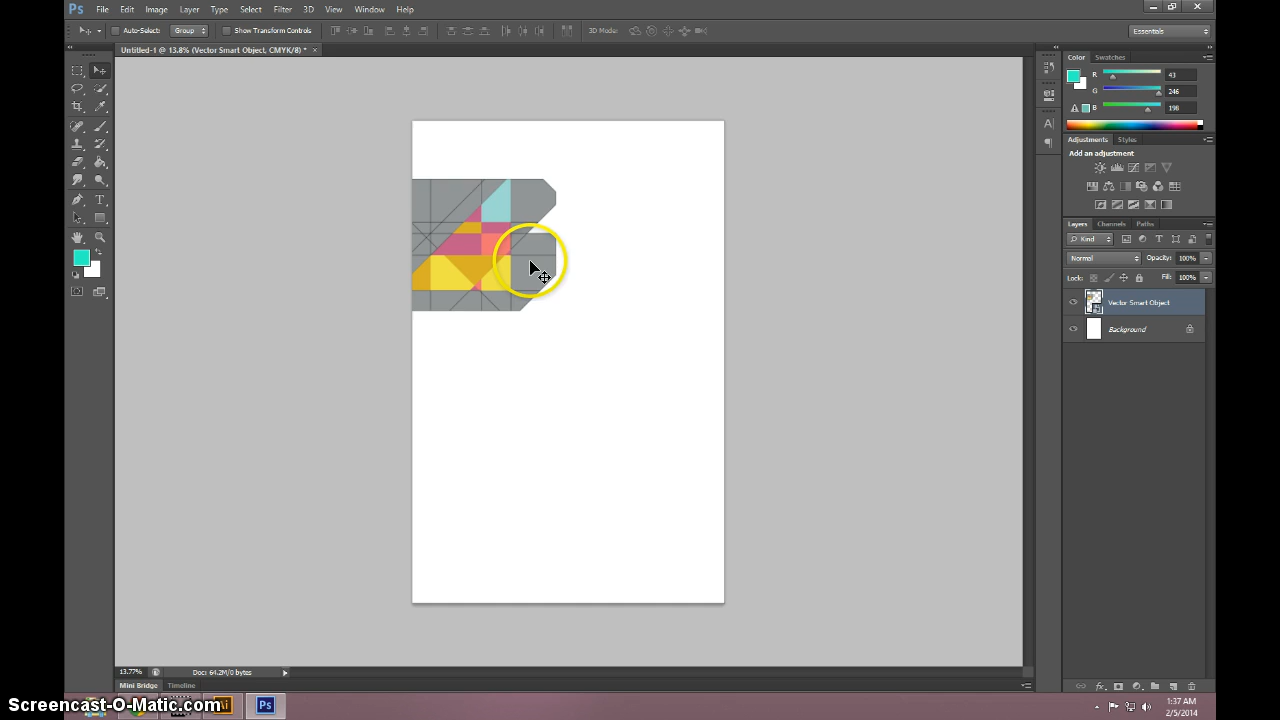 Ps File Edit Image Layer Type Select Filter 3D View Window Help
Auto-Select: Group Show Transform Controls 3D Mode: Essentials
Untitled-1 @ 13.8% (Vector Smart Object, CMYK/8) *
Color Swatches
R 43
G 246
B 198
Adjustments Styles
Add an adjustment
Layers Channels Paths
Kind
Normal Opacity: 100%
Lock: Fill: 100%
Vector Smart Object
Background
13.77% Doc: 64.2M/0 bytes
Mini Bridge Timeline
Ai Ps
Screencast-O-Matic.com
1:37 AM
2/5/2014